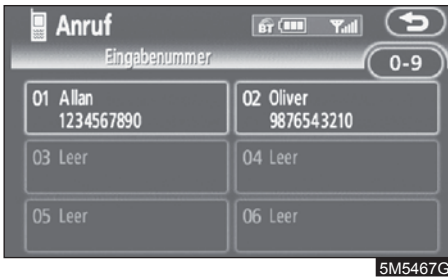 Anruf
BT
Eingabenummer
0-9
01 Allan
1234567890
02 Oliver
9876543210
03 Leer
04 Leer
05 Leer
06 Leer
5M5467G